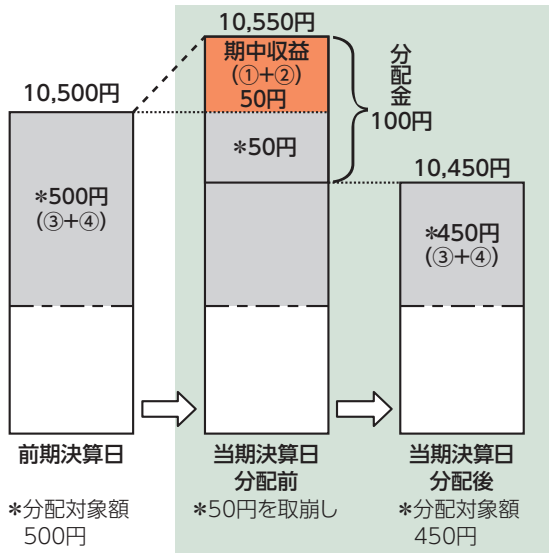 10,550円
期中収益
(①+②)
50円
分配金
100円
10,500円
*50円
10,450円
*500円
(③+④)
*450円
(③+④)
前期決算日
当期決算日
分配前
当期決算日
分配後
*分配対象額
500円
*50円を取崩し
*分配対象額
450円